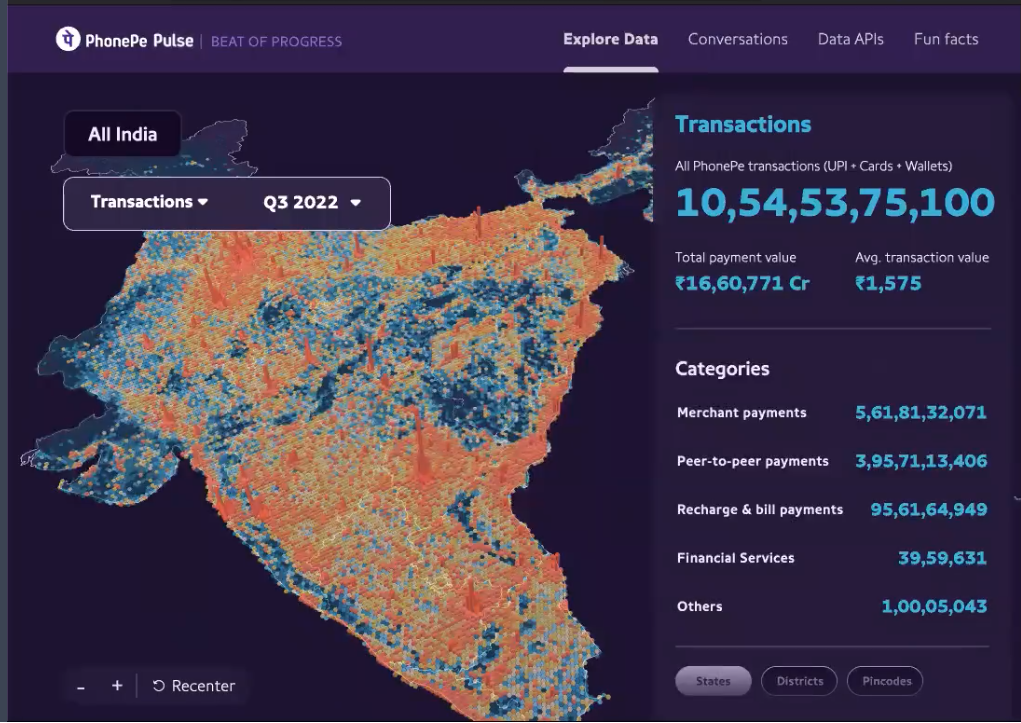 पे PhonePe Pulse | BEAT OF PROGRESS
Explore Data Conversations Data APIs Fun facts
All India
Transactions Q3 2022
Transactions
All PhonePe transactions (UPI + Cards + Wallets)
10,54,53,75,100
Total payment value Avg. transaction value
₹16,60,771 Cr ₹1,575
Categories
Merchant payments 5,61,81,32,071
Peer-to-peer payments 3,95,71,13,406
Recharge & bill payments 95,61,64,949
Financial Services 39,59,631
Others 1,00,05,043
- + Recenter
States Districts Pincodes